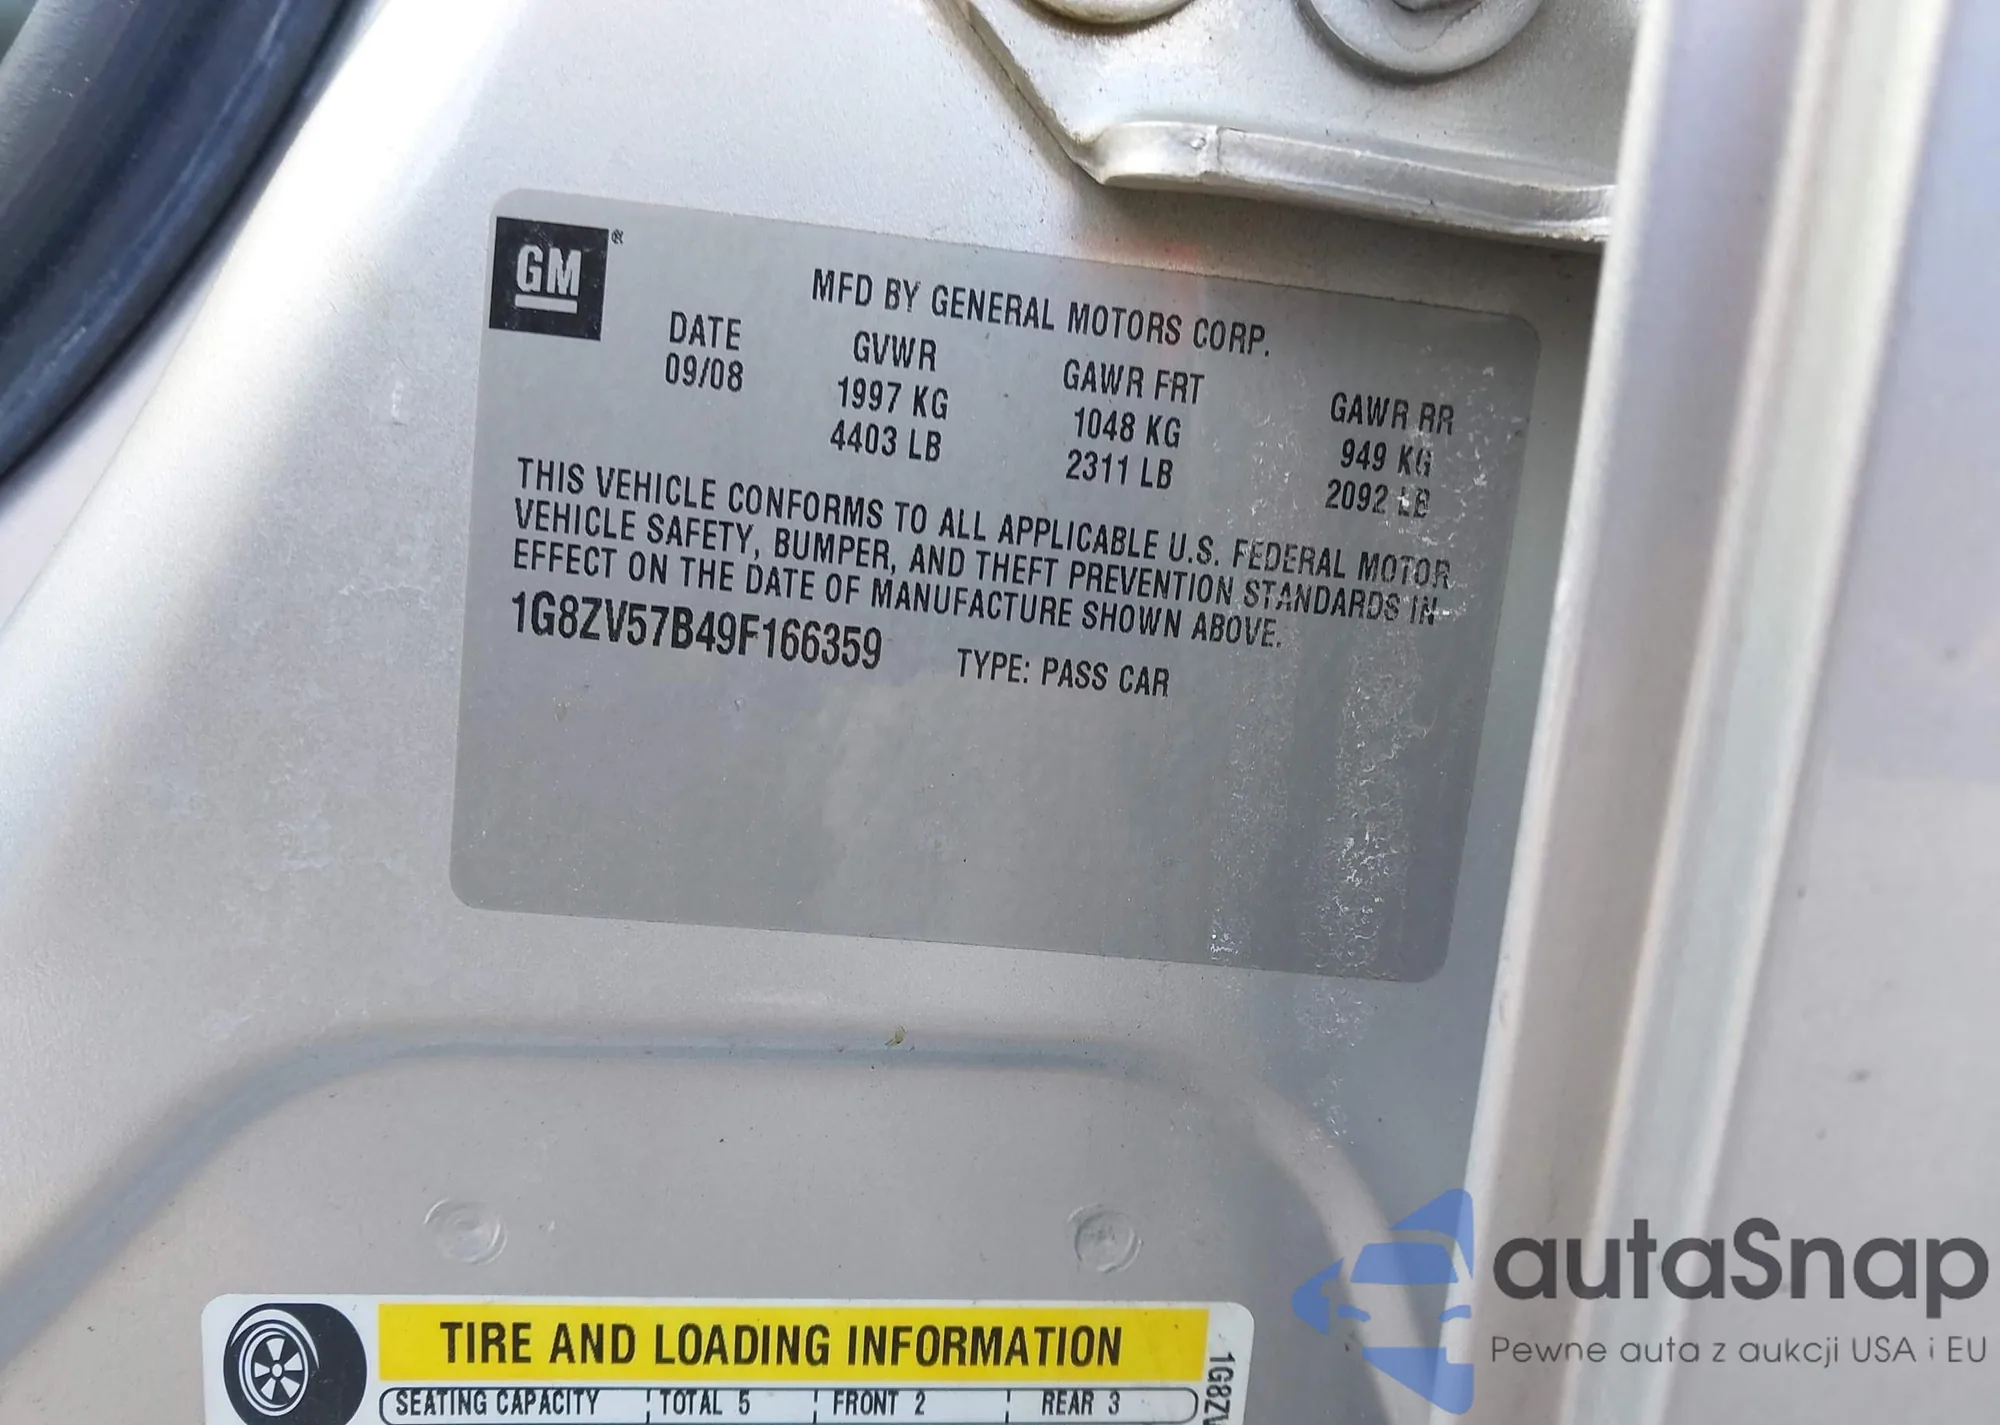 GM
MFD BY GENERAL MOTORS CORP.
DATE GVWR GAWR FRT GAWR RR
09/08 1997 KG 1048 KG 949 KG
4403 LB 2311 LB 2092 LB
THIS VEHICLE CONFORMS TO ALL APPLICABLE U.S. FEDERAL MOTOR
VEHICLE SAFETY, BUMPER, AND THEFT PREVENTION STANDARDS IN
EFFECT ON THE DATE OF MANUFACTURE SHOWN ABOVE.
1G8ZV57B49F166359 TYPE: PASS CAR
TIRE AND LOADING INFORMATION
SEATING CAPACITY TOTAL 5 FRONT 2 REAR 3
1G8ZV
autaSnap
Pewne auta z aukcji USA i EU